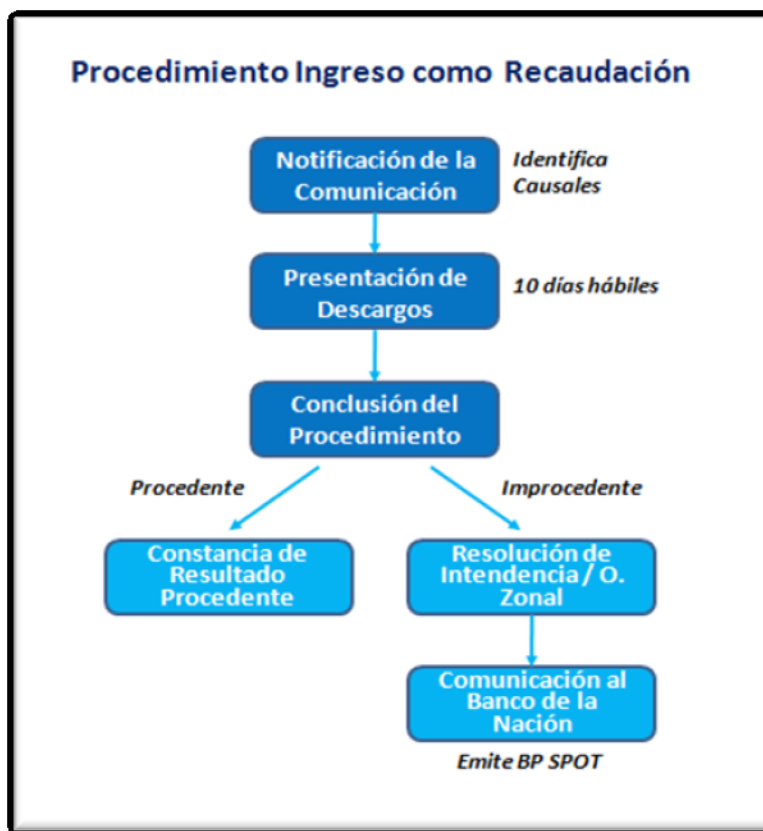 Procedimiento Ingreso como Recaudación
Notificación de la
Comunicación
Identifica
Causales
Presentación de
Descargos
10 días hábiles
Conclusión del
Procedimiento
Procedente
Improcedente
Constancia de
Resultado
Procedente
Resolución de
Intendencia / O.
Zonal
Comunicación al
Banco de la
Nación
Emite BP SPOT